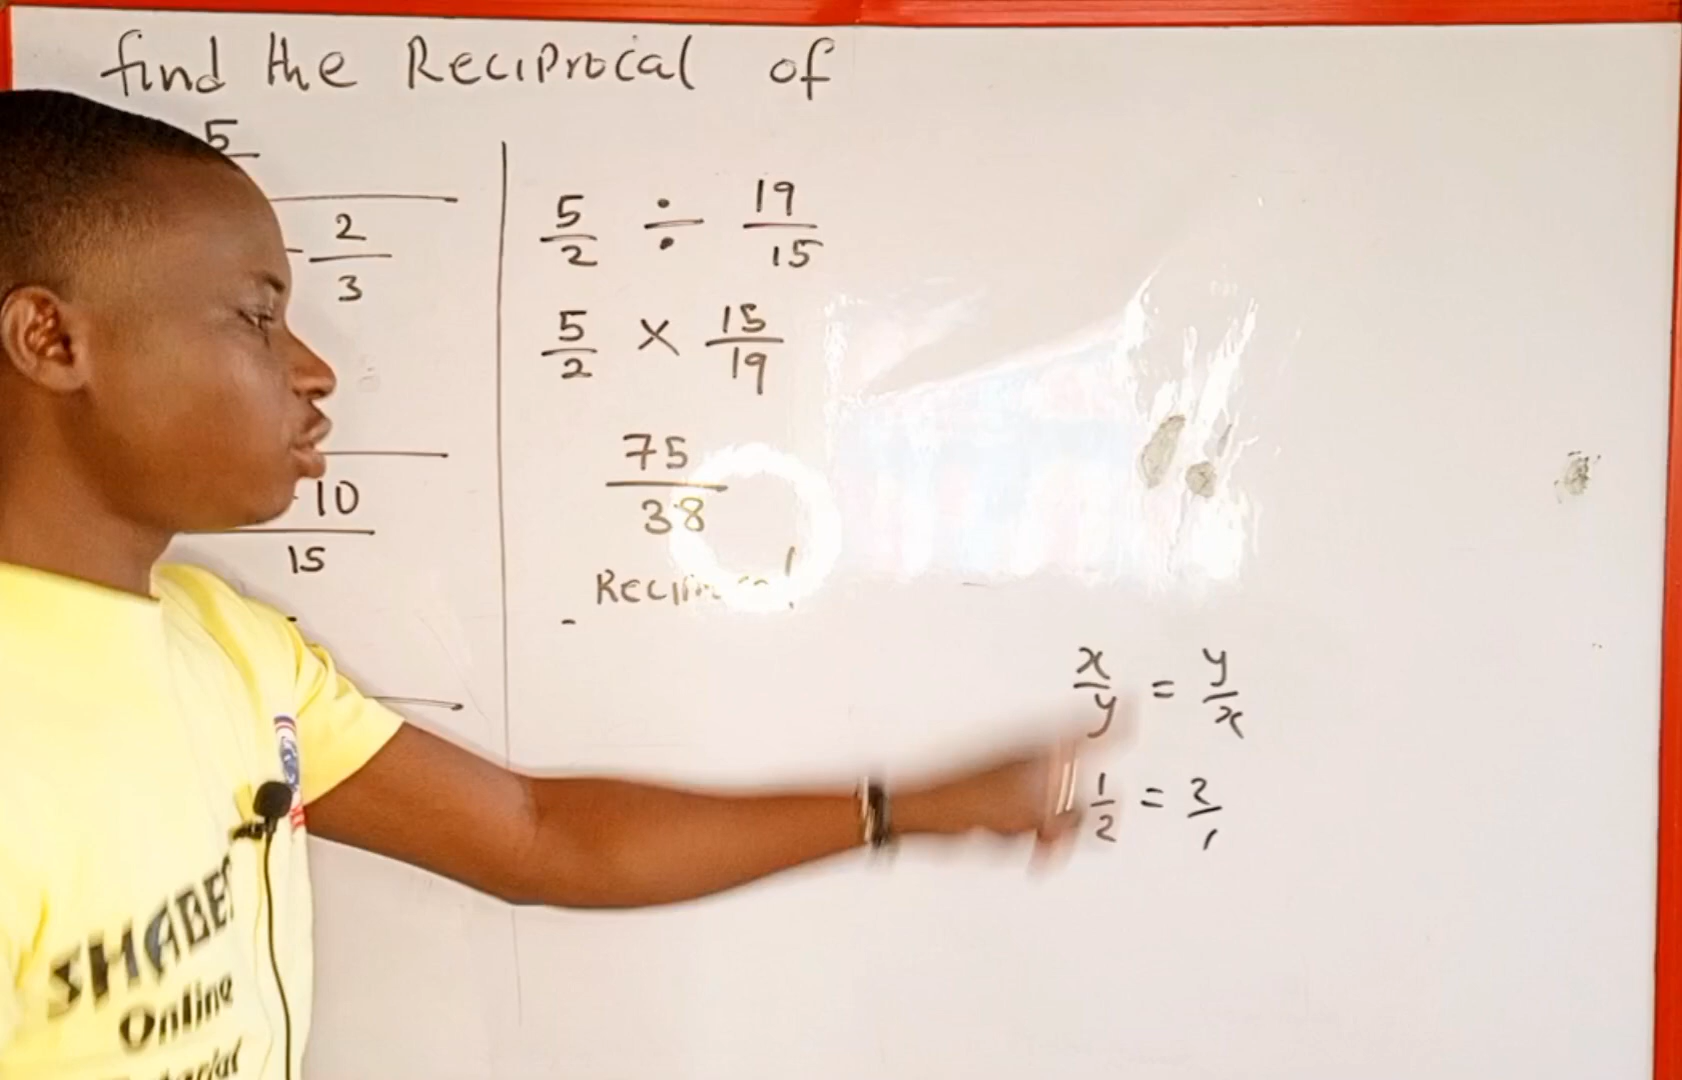 find the Reciprocal of
5
2
3
10
15
5/2 ÷ 19/15
5/2 × 15/19
75/38
x/y = y/x
1/2 = 2/1
Online